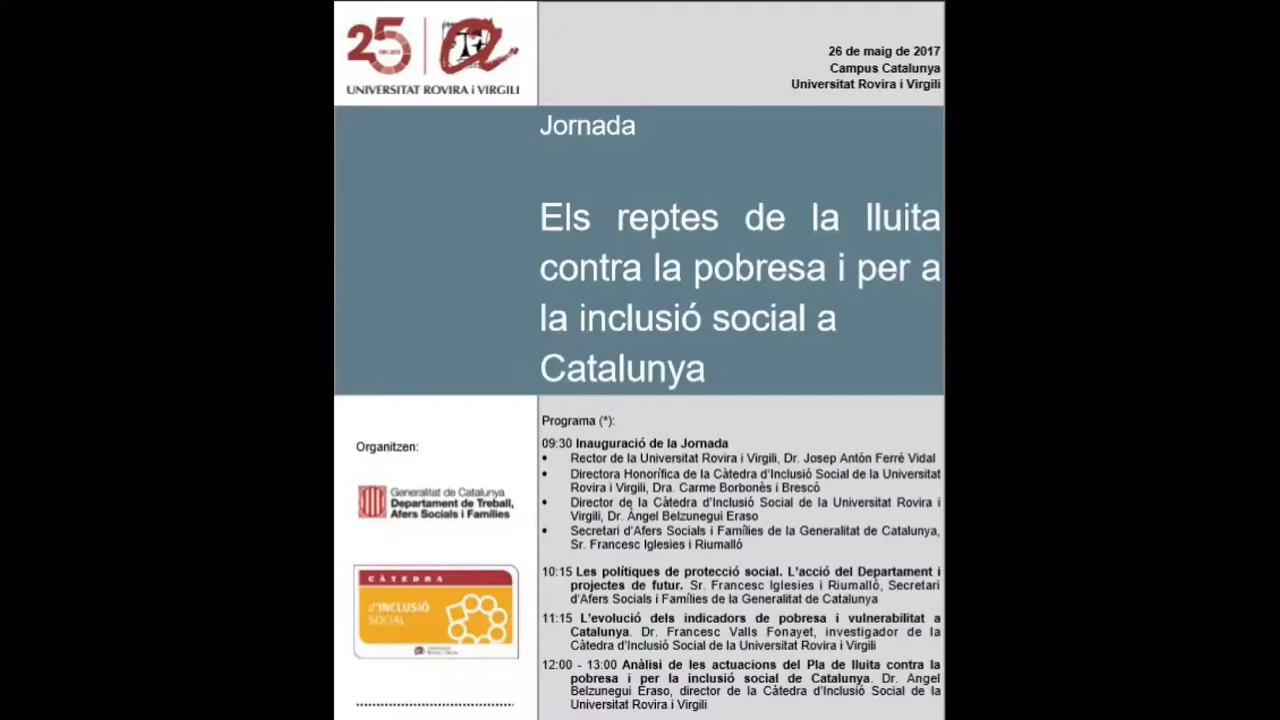 25
UNIVERSITAT ROVIRA i VIRGILI
26 de maig de 2017
Campus Catalunya
Universitat Rovira i Virgili
Jornada
Els reptes de la lluita
contra la pobresa i per a
la inclusió social a
Catalunya
Organitzen:
Generalitat de Catalunya
Departament de Treball,
Afers Socials i Famílies
CÀTEDRA
d'INCLUSIÓ
SOCIAL
Programa (*):
09:30 Inauguració de la Jornada
• Rector de la Universitat Rovira i Virgili, Dr. Josep Antón Ferré Vidal
• Directora Honorífica de la Càtedra d'Inclusió Social de la Universitat
Rovira i Virgili, Dra. Carme Borbonès i Brescó
• Director de la Càtedra d'Inclusió Social de la Universitat Rovira i
Virgili, Dr. Àngel Belzunegui Eraso
• Secretari d'Afers Socials i Famílies de la Generalitat de Catalunya,
Sr. Francesc Iglesies i Riumalló
10:15 Les polítiques de protecció social. L'acció del Departament i
projectes de futur. Sr. Francesc Iglesies i Riumalló, Secretari
d'Afers Socials i Famílies de la Generalitat de Catalunya
11:15 L'evolució dels indicadors de pobresa i vulnerabilitat a
Catalunya. Dr. Francesc Valls Fonayet, investigador de la
Càtedra d'Inclusió Social de la Universitat Rovira i Virgili
12:00 - 13:00 Anàlisi de les actuacions del Pla de lluita contra la
pobresa i per la inclusió social de Catalunya. Dr. Angel
Belzunegui Eraso, director de la Càtedra d'Inclusió Social de la
Universitat Rovira i Virgili